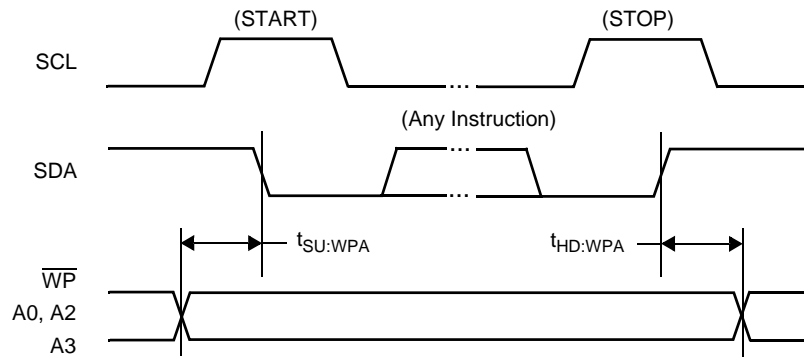 (START)
(STOP)
SCL
...
(Any Instruction)
SDA
...
...
tSU:WPA
tHD:WPA
WP
A0, A2
A3